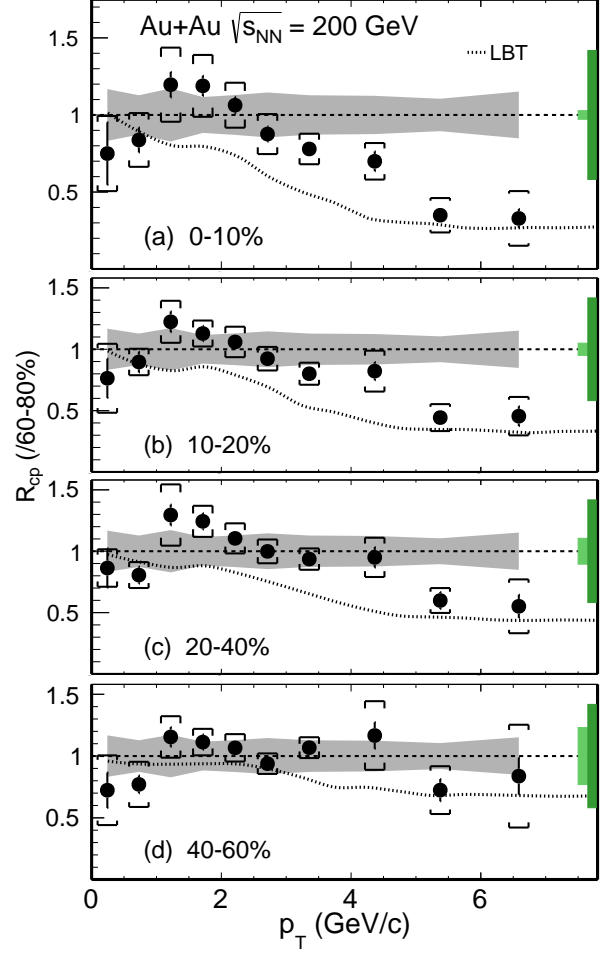 Au+Au √sNN = 200 GeV
LBT
1.5
1
0.5
(a) 0-10%
1.5
1
0.5
(b) 10-20%
1.5
1
0.5
(c) 20-40%
1.5
1
0.5
(d) 40-60%
Rcp (/60-80%)
0 2 4 6
pT (GeV/c)